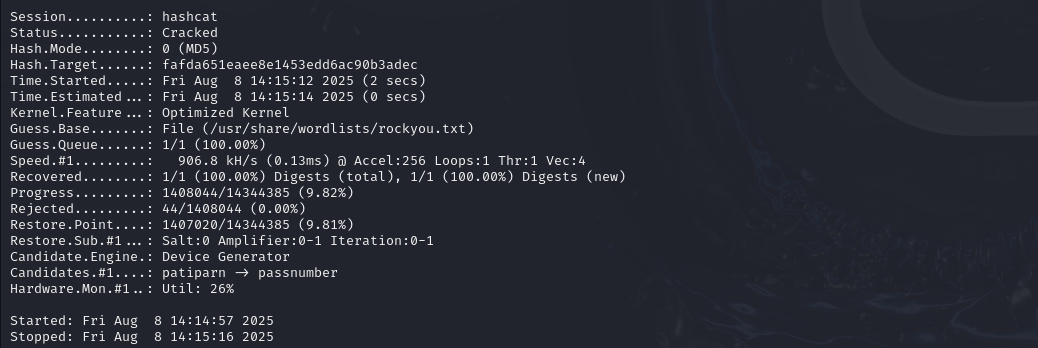 Session..........: hashcat
Status...........: Cracked
Hash.Mode........: 0 (MD5)
Hash.Target......: fafda651eaee8e1453edd6ac90b3adec
Time.Started.....: Fri Aug  8 14:15:12 2025 (2 secs)
Time.Estimated...: Fri Aug  8 14:15:14 2025 (0 secs)
Kernel.Feature...: Optimized Kernel
Guess.Base.......: File (/usr/share/wordlists/rockyou.txt)
Guess.Queue......: 1/1 (100.00%)
Speed.#1.........:   906.8 kH/s (0.13ms) @ Accel:256 Loops:1 Thr:1 Vec:4
Recovered........: 1/1 (100.00%) Digests (total), 1/1 (100.00%) Digests (new)
Progress.........: 1408044/14344385 (9.82%)
Rejected.........: 44/1408044 (0.00%)
Restore.Point....: 1407020/14344385 (9.81%)
Restore.Sub.#1...: Salt:0 Amplifier:0-1 Iteration:0-1
Candidate.Engine.: Device Generator
Candidates.#1....: patiparn -> passnumber
Hardware.Mon.#1..: Util: 26%

Started: Fri Aug  8 14:14:57 2025
Stopped: Fri Aug  8 14:15:16 2025